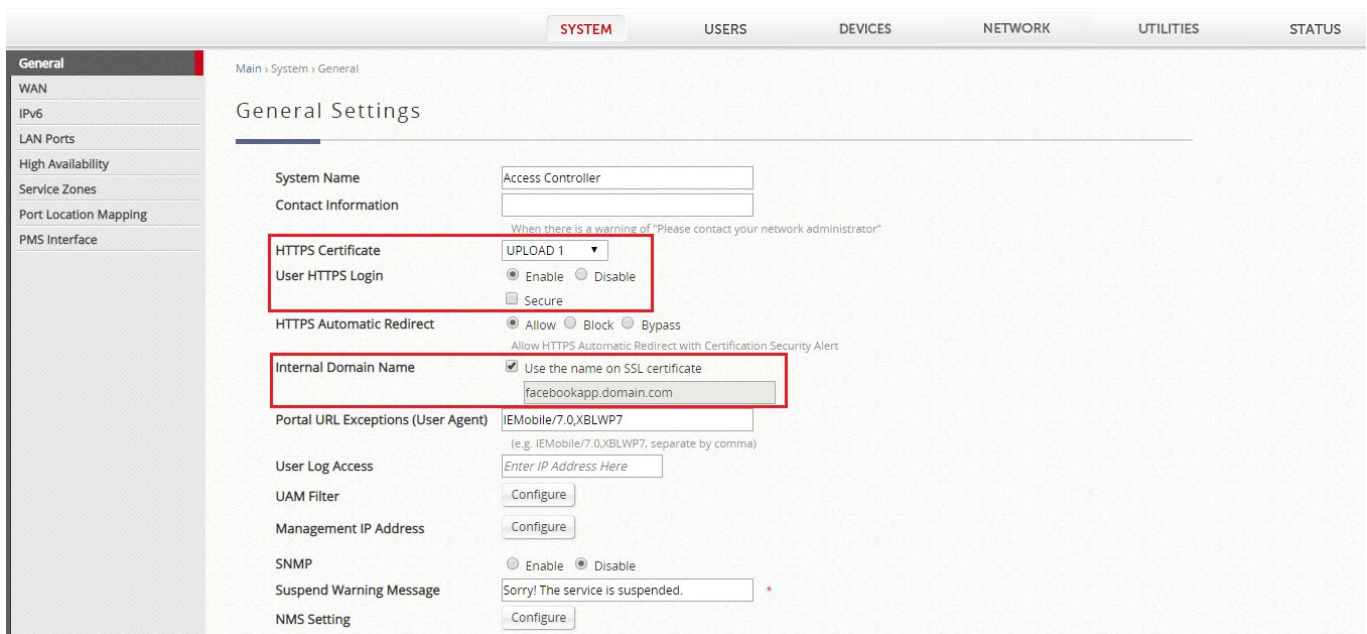 SYSTEM USERS DEVICES NETWORK UTILITIES STATUS
General
WAN
IPv6
LAN Ports
High Availability
Service Zones
Port Location Mapping
PMS Interface
Main › System › General
General Settings
System Name Access Controller
Contact Information
When there is a warning of "Please contact your network administrator"
HTTPS Certificate UPLOAD 1
User HTTPS Login Enable Disable
Secure
HTTPS Automatic Redirect Allow Block Bypass
Allow HTTPS Automatic Redirect with Certification Security Alert
Internal Domain Name Use the name on SSL certificate
facebookapp.domain.com
Portal URL Exceptions (User Agent) IEMobile/7.0,XBLWP7
(e.g. IEMobile/7.0,XBLWP7, separate by comma)
User Log Access Enter IP Address Here
UAM Filter Configure
Management IP Address Configure
SNMP Enable Disable
Suspend Warning Message Sorry! The service is suspended. *
NMS Setting Configure